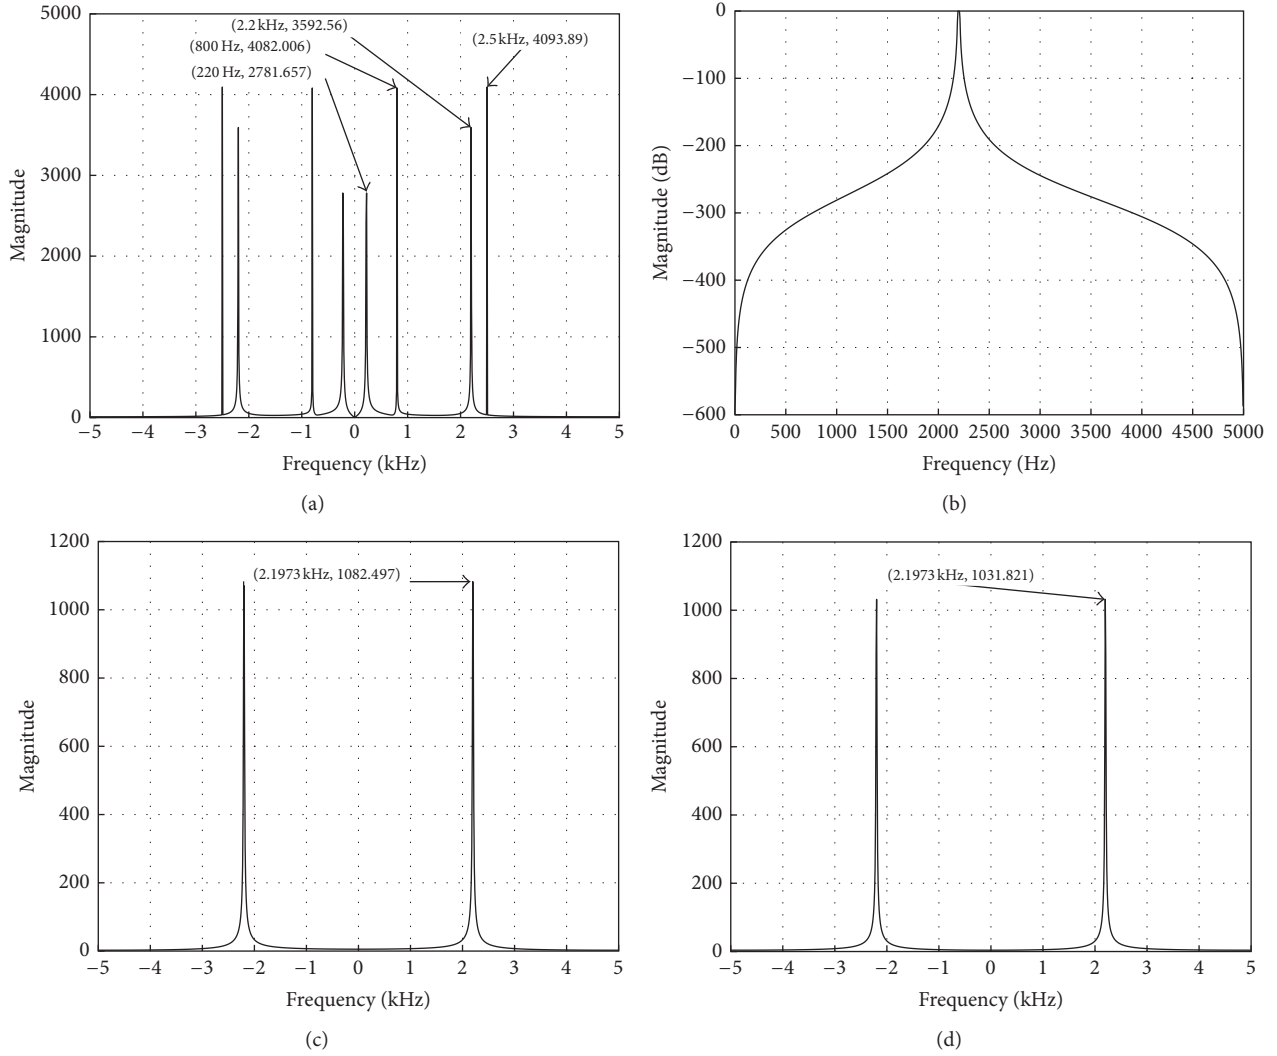 (2.2 kHz, 3592.56)
(800 Hz, 4082.006)
(2.5 kHz, 4093.89)
(220 Hz, 2781.657)
5000
4000
3000
2000
1000
0
Magnitude
−5 −4 −3 −2 −1 0 1 2 3 4 5
Frequency (kHz)
(a)
0
−100
−200
−300
−400
−500
−600
Magnitude (dB)
0 500 1000 1500 2000 2500 3000 3500 4000 4500 5000
Frequency (Hz)
(b)
1200
1000
800
600
400
200
0
Magnitude
(2.1973 kHz, 1082.497)
−5 −4 −3 −2 −1 0 1 2 3 4 5
Frequency (kHz)
(c)
1200
1000
800
600
400
200
0
Magnitude
(2.1973 kHz, 1031.821)
−5 −4 −3 −2 −1 0 1 2 3 4 5
Frequency (kHz)
(d)